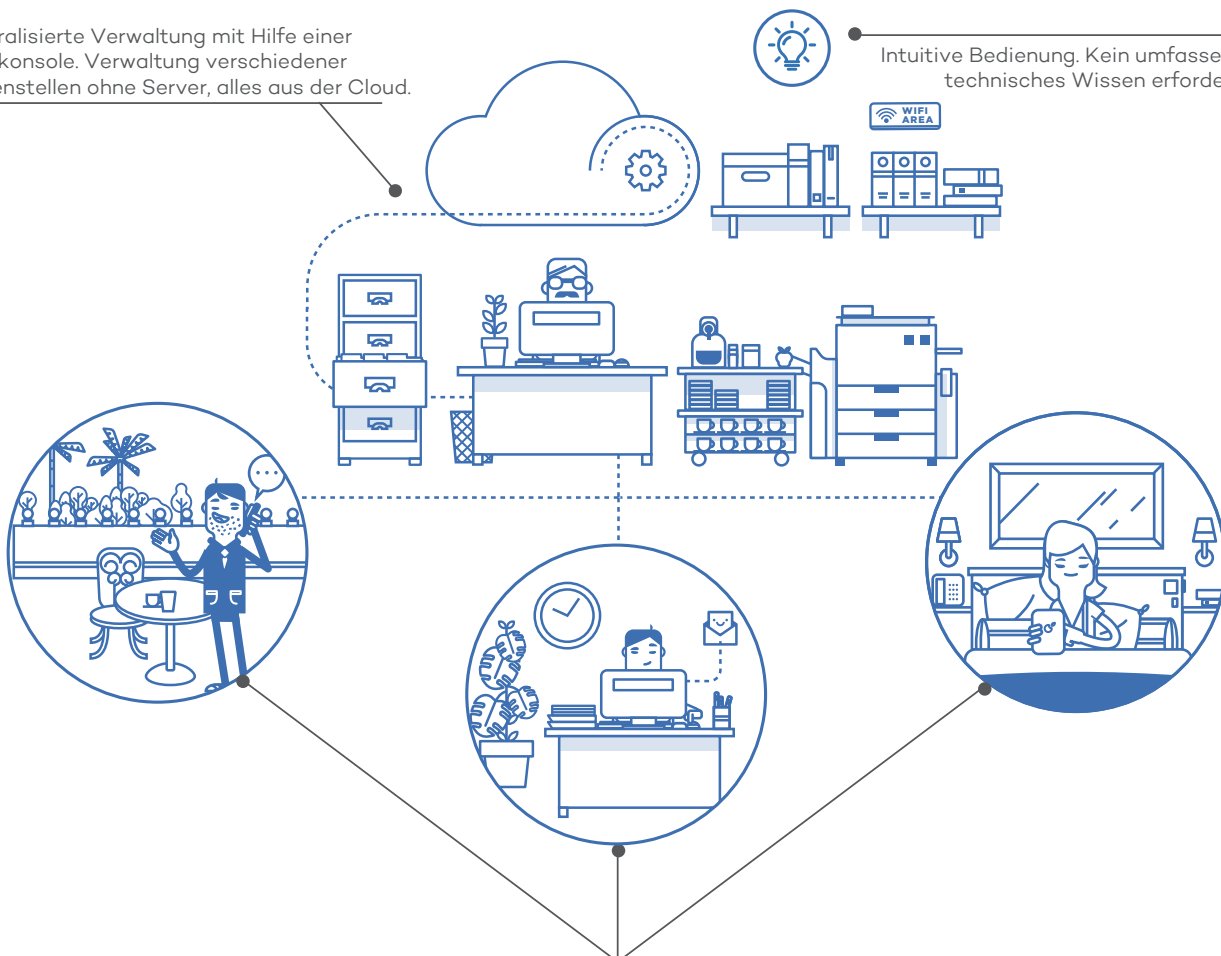 ralisierte Verwaltung mit Hilfe einer
konsole. Verwaltung verschiedener
enstellen ohne Server, alles aus der Cloud.
Intuitive Bedienung. Kein umfasse
technisches Wissen erforde
WIFI
AREA